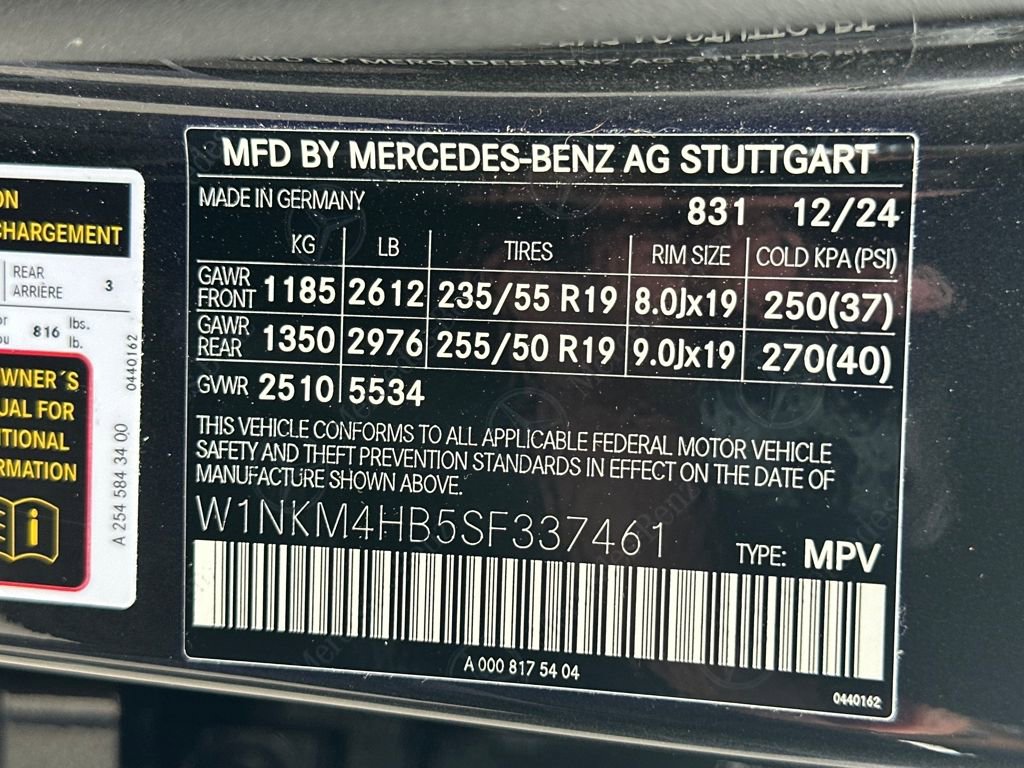 MFD BY MERCEDES-BENZ AG STUTTGART
MADE IN GERMANY
831 12/24
KG LB TIRES RIM SIZE COLD KPA (PSI)
GAWR FRONT 1185 2612 235/55 R19 8.0Jx19 250(37)
GAWR REAR 1350 2976 255/50 R19 9.0Jx19 270(40)
GVWR 2510 5534
THIS VEHICLE CONFORMS TO ALL APPLICABLE FEDERAL MOTOR VEHICLE
SAFETY AND THEFT PREVENTION STANDARDS IN EFFECT ON THE DATE OF
MANUFACTURE SHOWN ABOVE.
W1NKM4HB5SF337461
TYPE: MPV
A 000 817 54 04
0440162
ON
CHARGEMENT
REAR
ARRIÈRE 3
or 816 lbs.
ou lb.
OWNER´S
UAL FOR
ITIONAL
RMATION
0440162
A 254 584 34 00